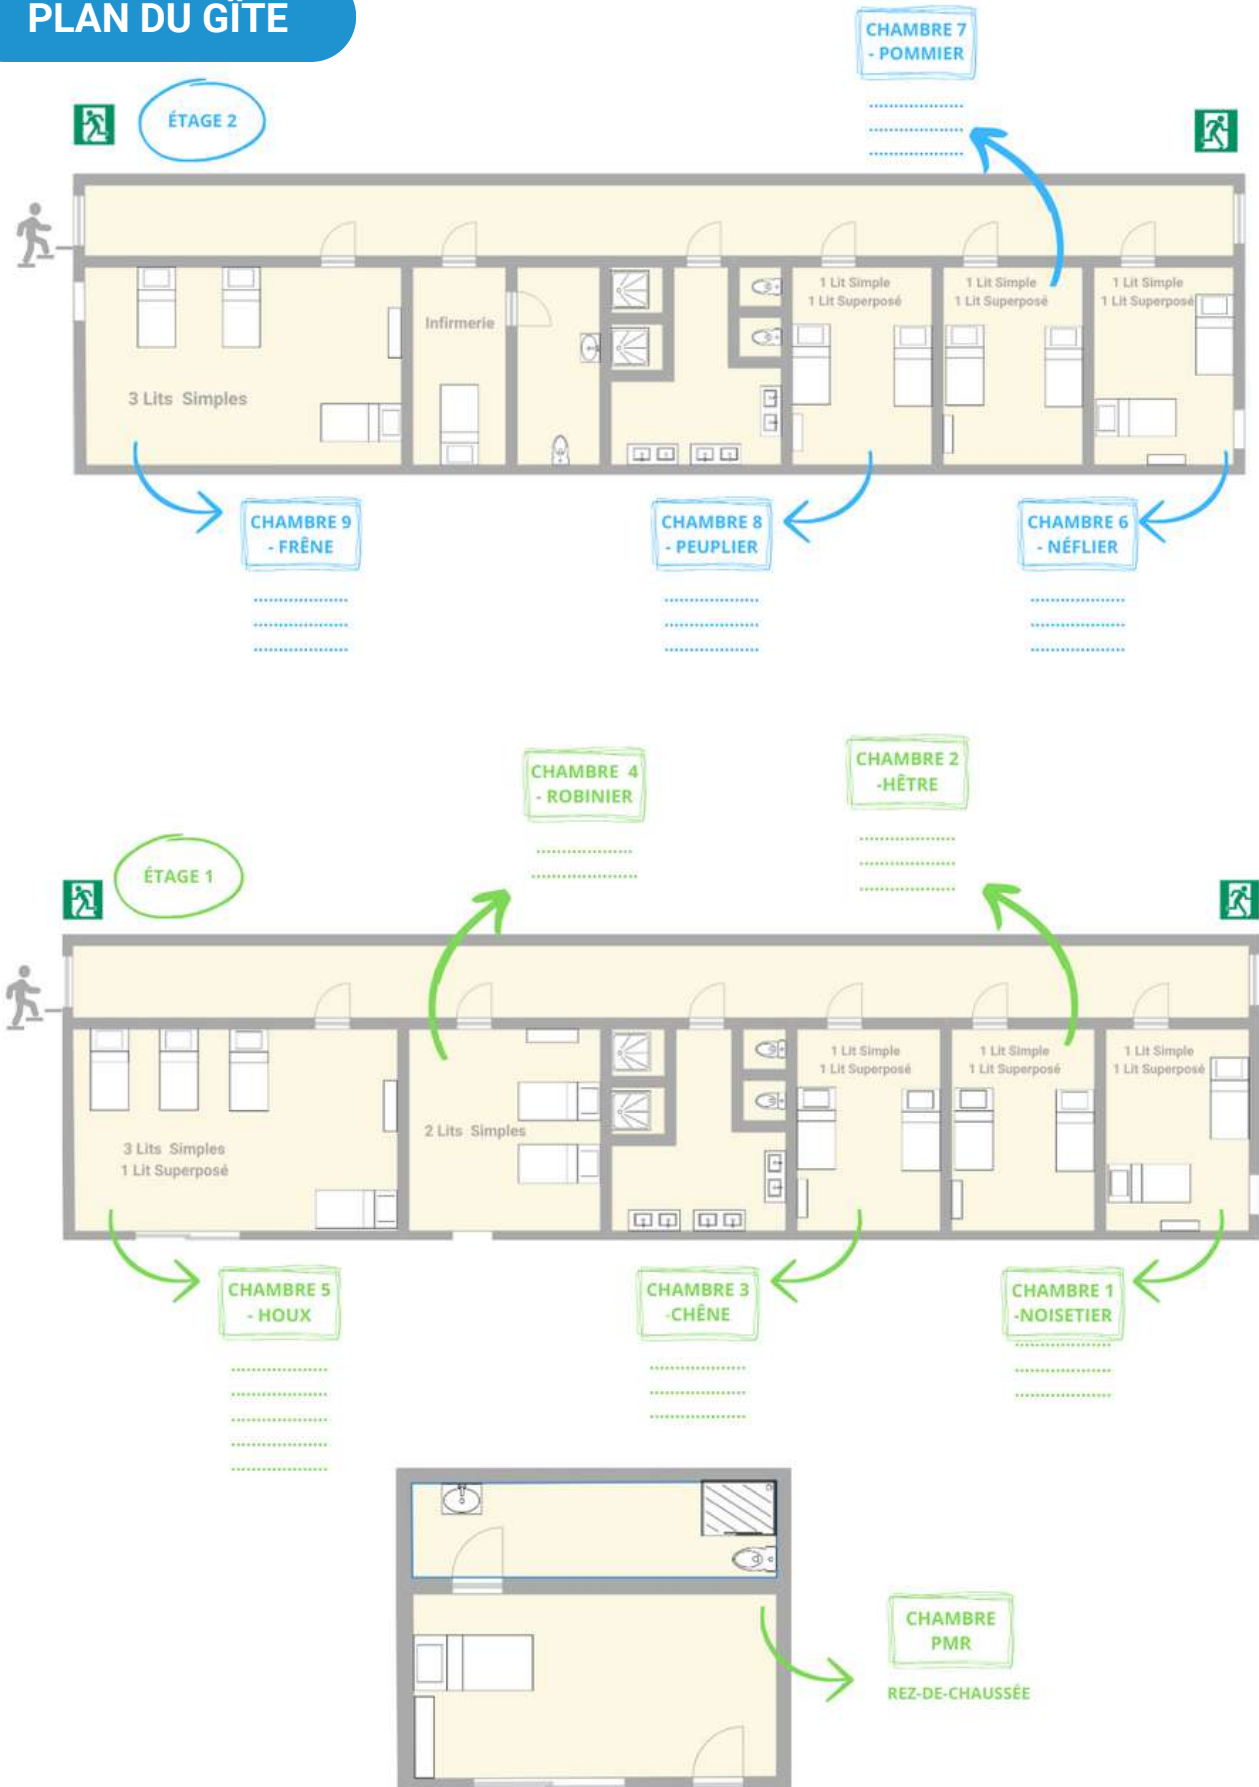 PLAN DU GÏTE
CHAMBRE 7
- POMMIER
...................
...................
...................
ÉTAGE 2
1 Lit Simple
1 Lit Superposé
1 Lit Simple
1 Lit Superposé
1 Lit Simple
1 Lit Superposé
Infirmerie
3 Lits Simples
CHAMBRE 9
- FRÊNE
...................
...................
...................
CHAMBRE 8
- PEUPLIER
...................
...................
...................
CHAMBRE 6
- NÉFLIER
...................
...................
...................
CHAMBRE 4
- ROBINIER
...................
.....................
CHAMBRE 2
-HÊTRE
...................
...................
...................
ÉTAGE 1
1 Lit Simple
1 Lit Superposé
1 Lit Simple
1 Lit Superposé
1 Lit Simple
1 Lit Superposé
2 Lits Simples
3 Lits Simples
1 Lit Superposé
CHAMBRE 5
- HOUX
...................
...................
...................
...................
...................
CHAMBRE 3
-CHÊNE
...................
...................
...................
CHAMBRE 1
-NOISETIER
...................
...................
...................
CHAMBRE
PMR
REZ-DE-CHAUSSÉE